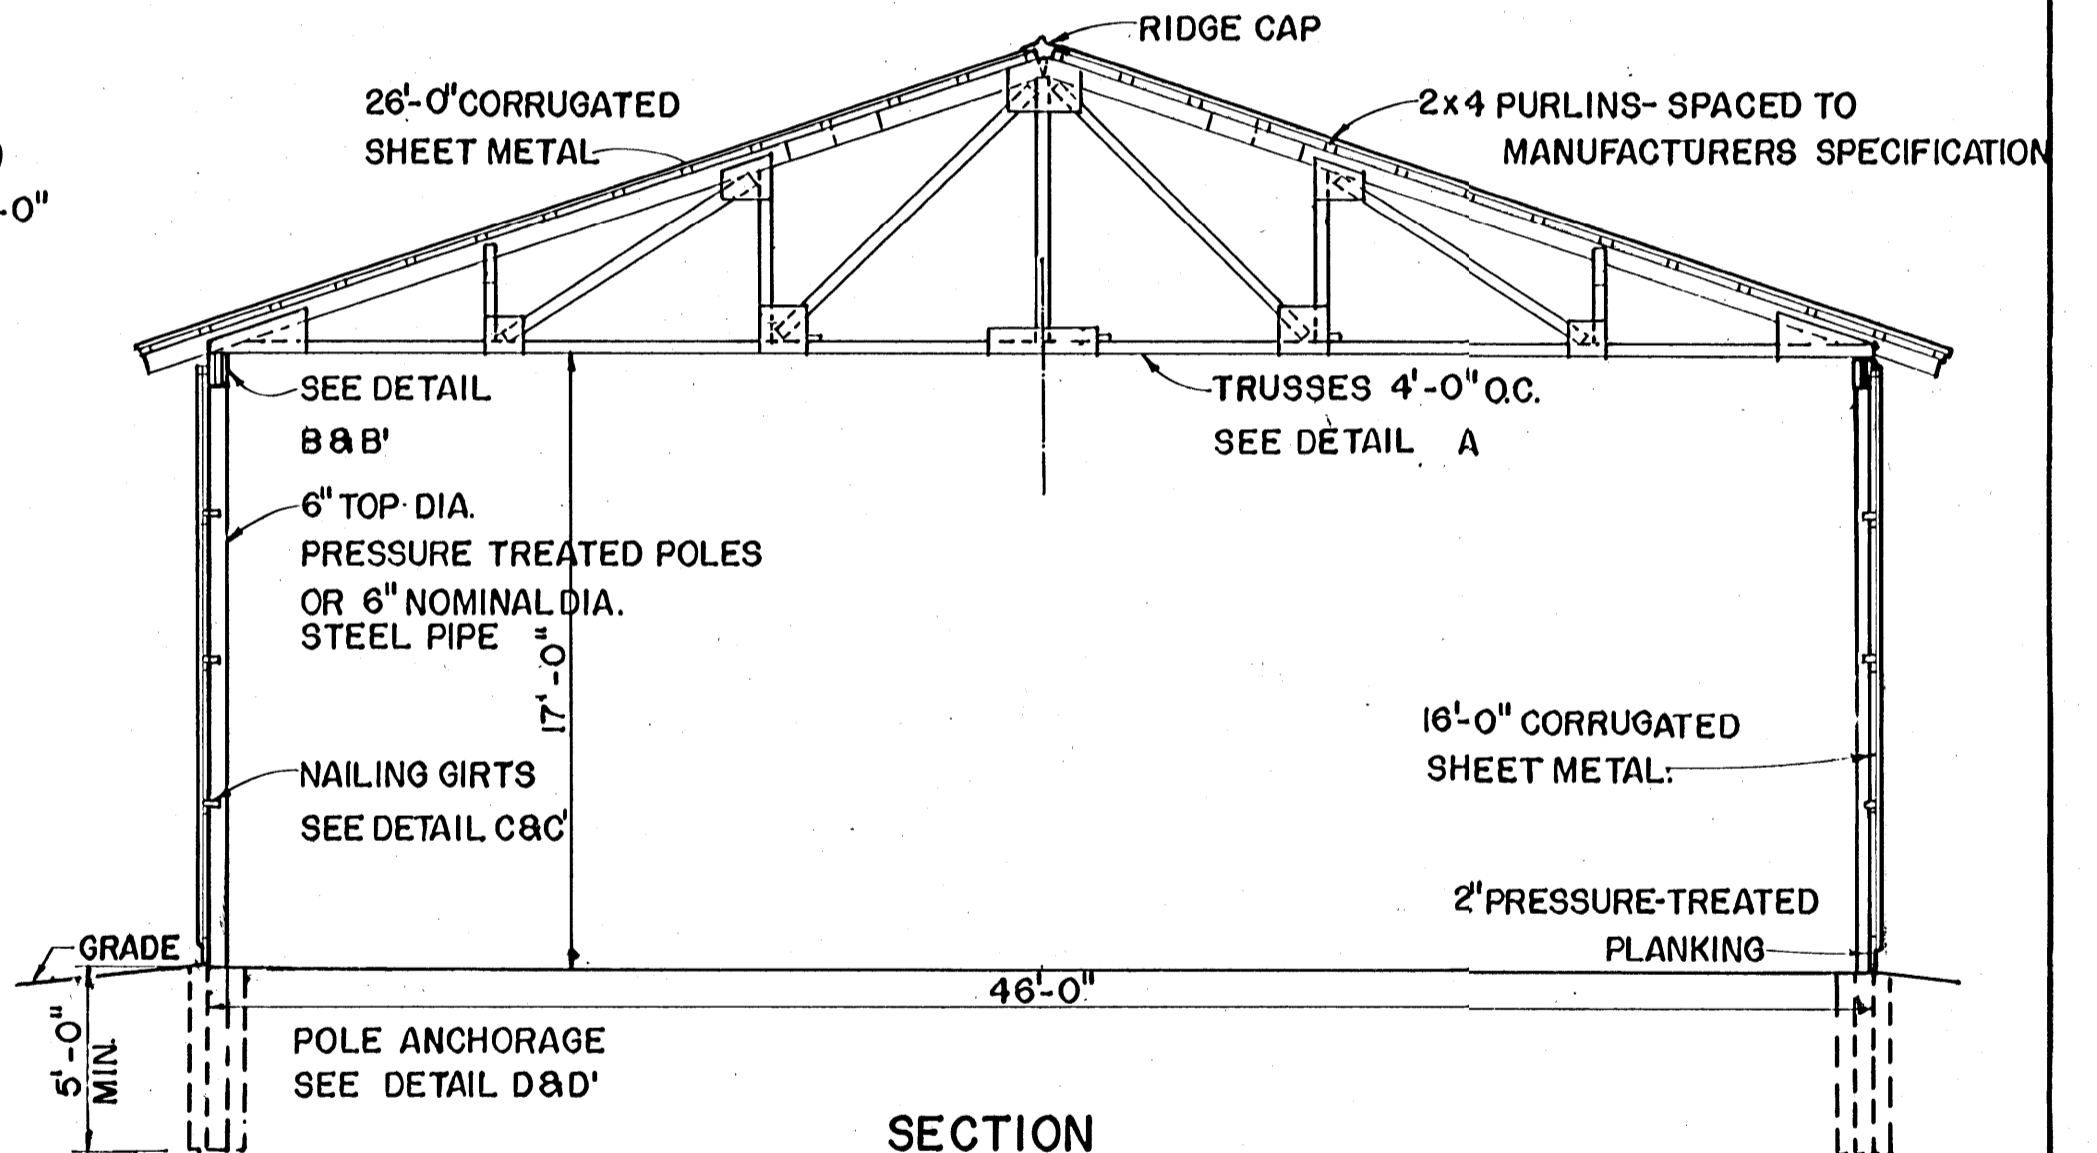 RIDGE CAP
26'-0" CORRUGATED
SHEET METAL
2x4 PURLINS- SPACED TO
MANUFACTURERS SPECIFICATION
-0"
SEE DETAIL
B & B'
TRUSSES 4'-0" O.C.
SEE DETAIL A
6" TOP DIA.
PRESSURE TREATED POLES
OR 6" NOMINAL DIA.
STEEL PIPE
17'-0"
NAILING GIRTS
SEE DETAIL C&C'
16'-0" CORRUGATED
SHEET METAL.
2" PRESSURE-TREATED
PLANKING
GRADE
46'-0"
5'-0"
MIN.
POLE ANCHORAGE
SEE DETAIL D&D'
SECTION